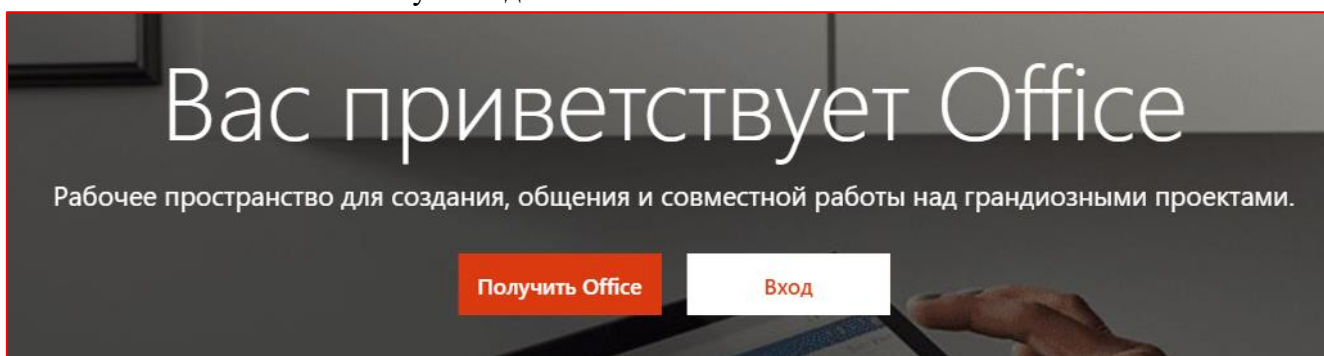 Вас приветствует Office
Рабочее пространство для создания, общения и совместной работы над грандиозными проектами.
Получить Office
Вход